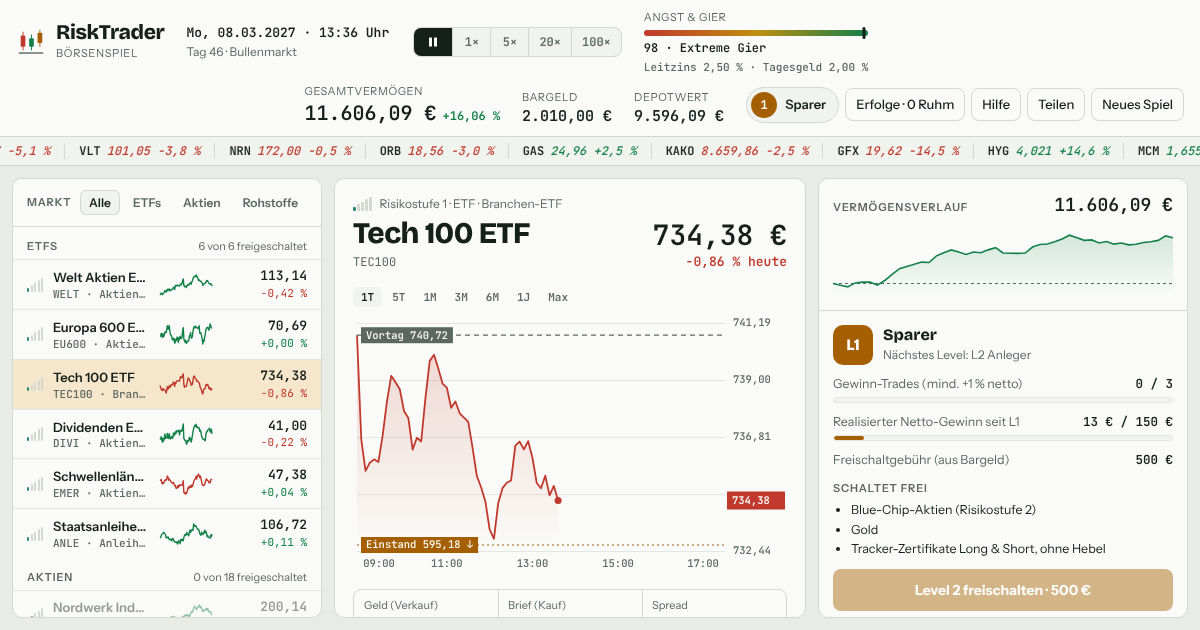 RiskTrader
BÖRSENSPIEL
Mo, 08.03.2027 · 13:36 Uhr
Tag 46 · Bullenmarkt
1× 5× 20× 100×
ANGST & GIER
98 · Extreme Gier
Leitzins 2,50 % · Tagesgeld 2,00 %
GESAMTVERMÖGEN
11.606,09 € +16,06 %
BARGELD
2.010,00 €
DEPOTWERT
9.596,09 €
1 Sparer
Erfolge · 0 Ruhm
Hilfe
Teilen
Neues Spiel
-5,1 % VLT 101,05 -3,8 % NRN 172,00 -0,5 % ORB 18,56 -3,0 % GAS 24,96 +2,5 % KAKO 8.659,86 -2,5 % GFX 19,62 -14,5 % HYG 4,021 +14,6 % MCM 1,655
MARKT Alle ETFs Aktien Rohstoffe
ETFS 6 von 6 freigeschaltet
Welt Aktien E... 113,14
WELT · Aktien... -0,42 %
Europa 600 E... 70,69
EU600 · Aktie... +0,00 %
Tech 100 ETF 734,38
TEC100 · Bran... -0,86 %
Dividenden E... 41,00
DIVI · Aktien... -0,22 %
Schwellenlän... 47,38
EMER · Aktien... +0,04 %
Staatsanleihe... 106,72
ANLE · Anleih... +0,11 %
AKTIEN 0 von 18 freigeschaltet
Nordwerk Ind... 200,14
Risikostufe 1 · ETF · Branchen-ETF
Tech 100 ETF 734,38 €
TEC100 -0,86 % heute
1T 5T 1M 3M 6M 1J Max
741,19
Vortag 740,72
739,00
736,81
734,38
Einstand 595,18 ↓
732,44
09:00 11:00 13:00 15:00 17:00
Geld (Verkauf) Brief (Kauf) Spread
VERMÖGENSVERLAUF 11.606,09 €
L1
Sparer
Nächstes Level: L2 Anleger
Gewinn-Trades (mind. +1 % netto) 0 / 3
Realisierter Netto-Gewinn seit L1 13 € / 150 €
Freischaltgebühr (aus Bargeld) 500 €
SCHALTET FREI
• Blue-Chip-Aktien (Risikostufe 2)
• Gold
• Tracker-Zertifikate Long & Short, ohne Hebel
Level 2 freischalten · 500 €